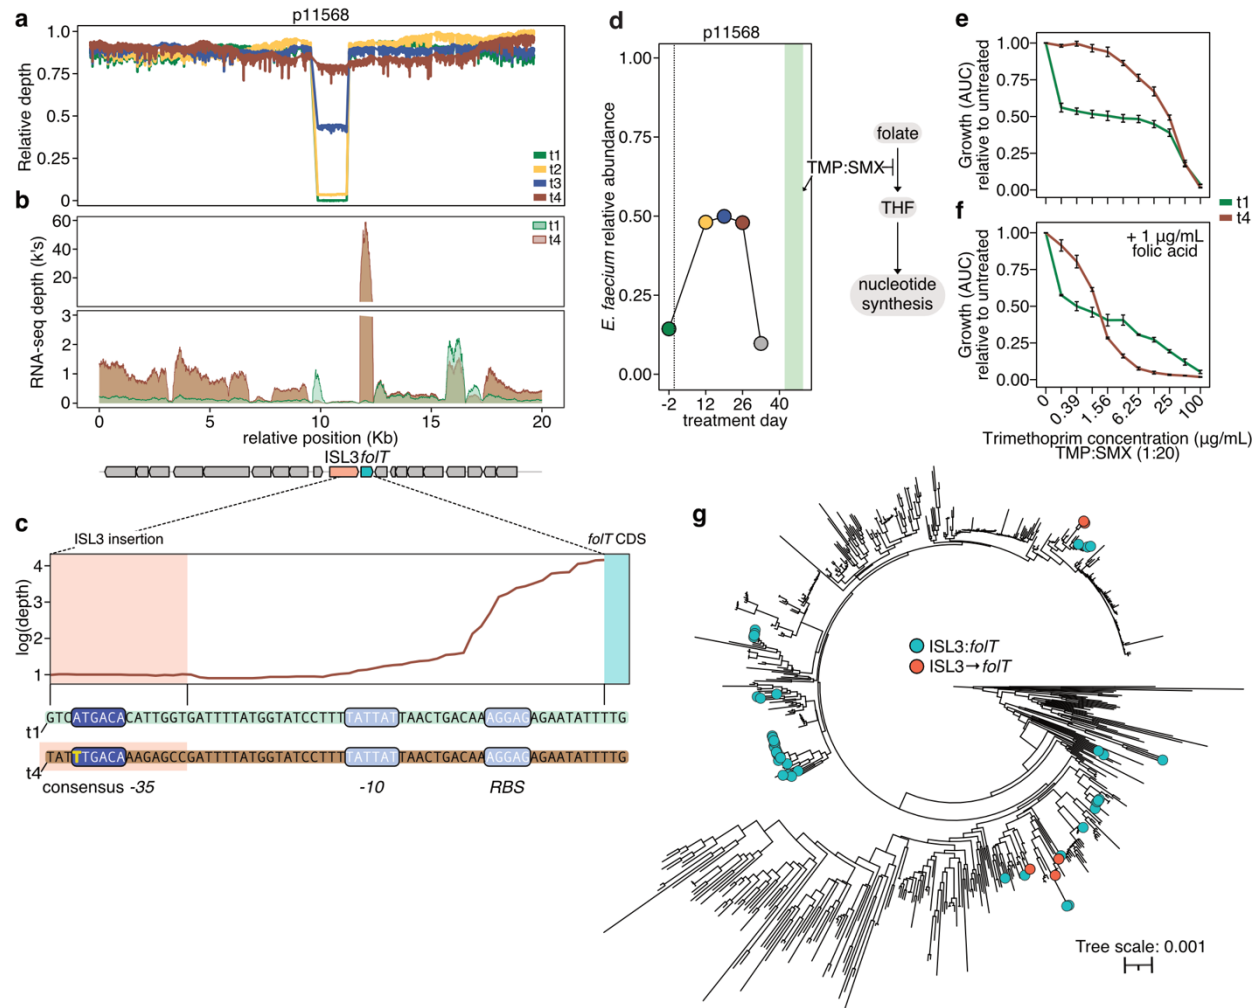 a
p11568
Relative depth
1.0
0.75
0.5
0.25
0
t1
t2
t3
t4
b
RNA-seq depth (k's)
60
40
20
3
2
1
0
t1
t4
0
5
10
15
20
relative position (Kb)
ISL3 folT
c
ISL3 insertion
folT CDS
log(depth)
4
3
2
1
GTCATGACACATTGGTGATTTTATGGTATCCTTTTATTATTAACTGACAAAGGAGAGAATATTTTG
t1
TATTTGACAAAGAGCCGATTTTATGGTATCCTTTTATTATTAACTGACAAAGGAGAGAATATTTTG
t4
consensus -35
-10
RBS
d
p11568
E. faecium relative abundance
1.00
0.75
0.50
0.25
0.00
-2
12
26
40
treatment day
folate
TMP:SMX
THF
nucleotide
synthesis
e
Growth (AUC)
relative to untreated
1.00
0.75
0.50
0.25
0.00
t1
t4
f
+ 1 µg/mL
folic acid
Growth (AUC)
relative to untreated
1.00
0.75
0.50
0.25
0.00
0
0.39
1.56
6.25
25
100
Trimethoprim concentration (µg/mL)
TMP:SMX (1:20)
g
ISL3:folT
ISL3→folT
Tree scale: 0.001